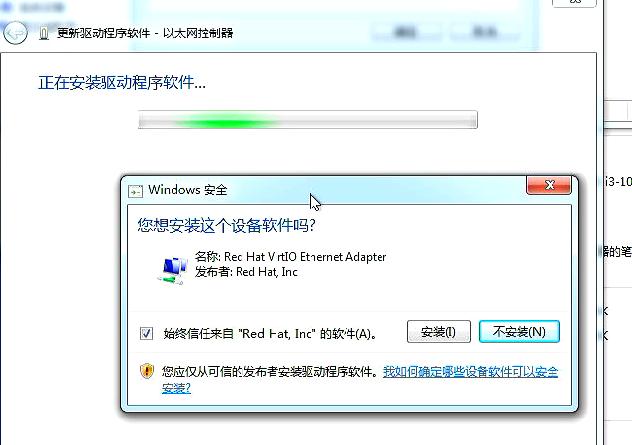 更新驱动程序软件 - 以太网控制器
正在安装驱动程序软件...
i3-10
Windows 安全
您想安装这个设备软件吗?
名称: Red Hat VirtIO Ethernet Adapter
发布者: Red Hat, Inc
器的笔
始终信任来自 "Red Hat, Inc" 的软件(A)。
安装(I)
不安装(N)
您应仅从可信的发布者安装驱动程序软件。我如何确定哪些设备软件可以安全
安装?